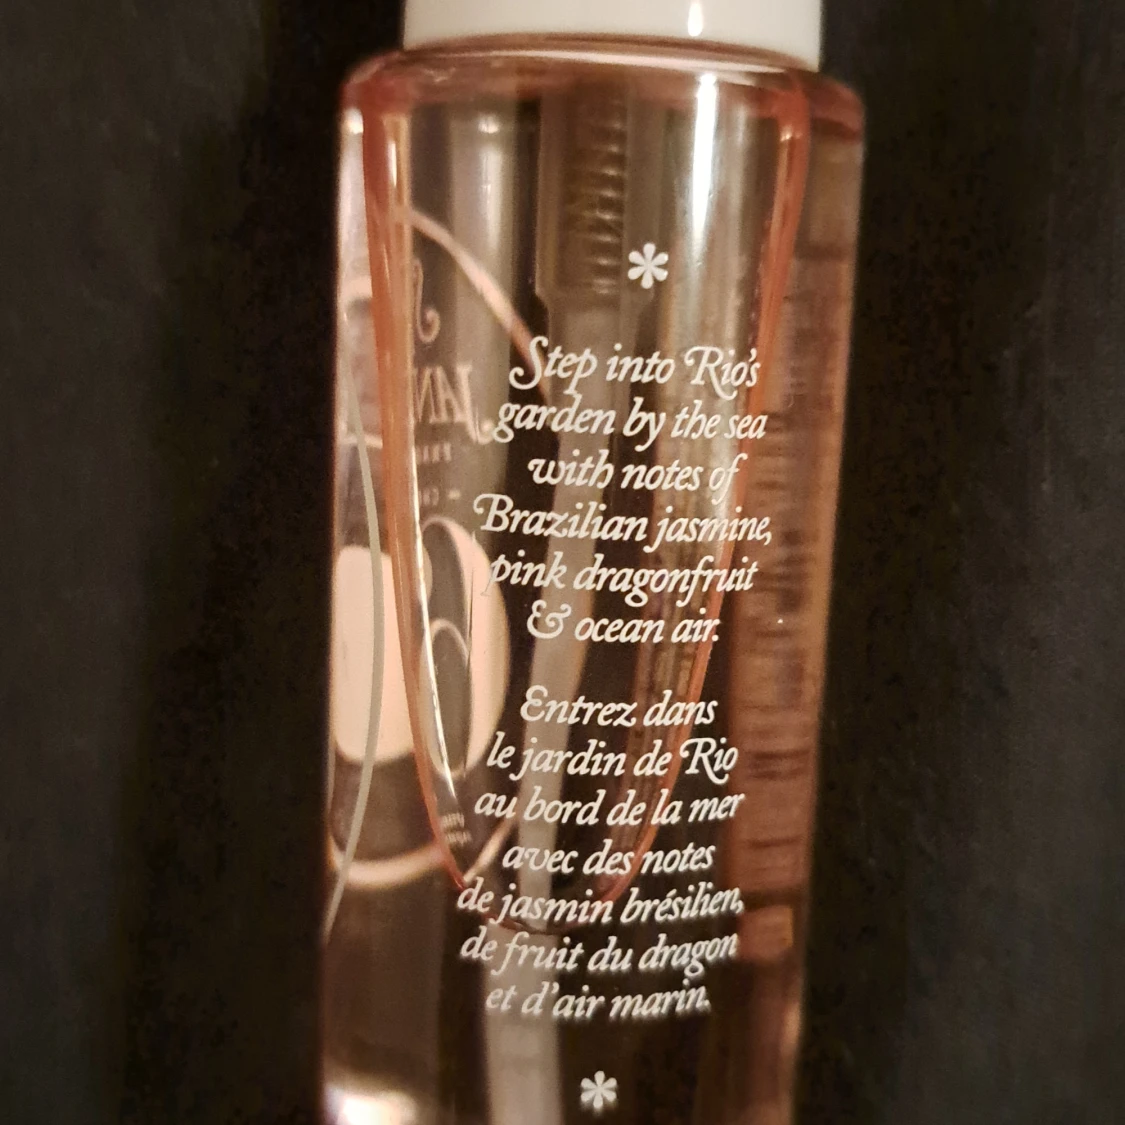 *
Step into Rio's
garden by the sea
with notes of
Brazilian jasmine,
pink dragonfruit
& ocean air.
Entrez dans
le jardin de Rio
au bord de la mer
avec des notes
de jasmin brésilien,
de fruit du dragon
et d'air marin.
*